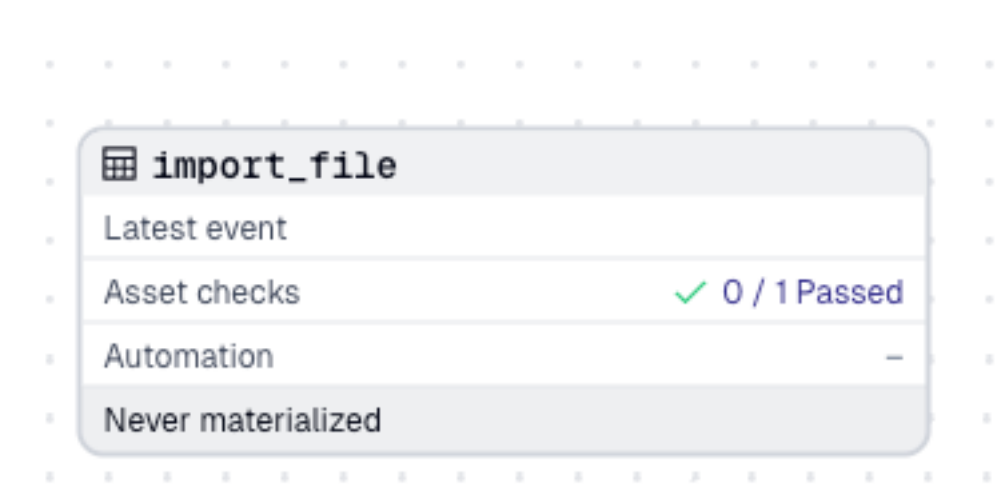 import_file
Latest event
Asset checks 0 / 1 Passed
Automation –
Never materialized